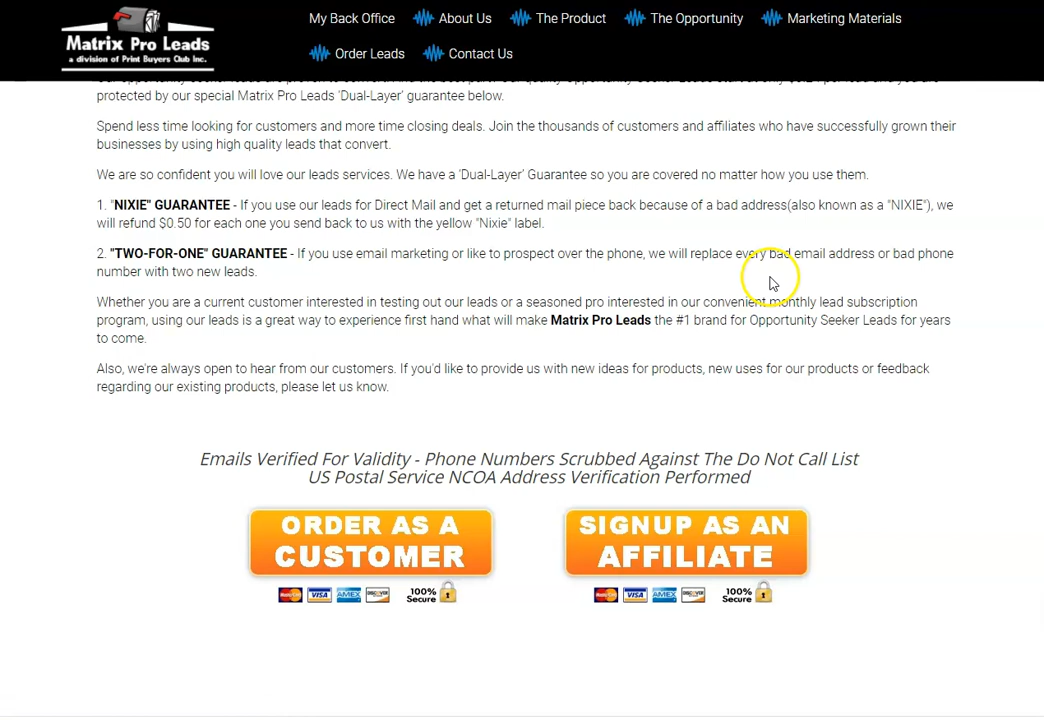 Matrix Pro Leads
a division of Print Buyers Club Inc.
My Back Office
About Us
The Product
The Opportunity
Marketing Materials
Order Leads
Contact Us
protected by our special Matrix Pro Leads 'Dual-Layer' guarantee below.
Spend less time looking for customers and more time closing deals. Join the thousands of customers and affiliates who have successfully grown their
businesses by using high quality leads that convert.
We are so confident you will love our leads services. We have a 'Dual-Layer' Guarantee so you are covered no matter how you use them.
1. "NIXIE" GUARANTEE - If you use our leads for Direct Mail and get a returned mail piece back because of a bad address(also known as a "NIXIE"), we
will refund $0.50 for each one you send back to us with the yellow "Nixie" label.
2. "TWO-FOR-ONE" GUARANTEE - If you use email marketing or like to prospect over the phone, we will replace every bad email address or bad phone
number with two new leads.
Whether you are a current customer interested in testing out our leads or a seasoned pro interested in our convenient monthly lead subscription
program, using our leads is a great way to experience first hand what will make Matrix Pro Leads the #1 brand for Opportunity Seeker Leads for years
to come.
Also, we're always open to hear from our customers. If you'd like to provide us with new ideas for products, new uses for our products or feedback
regarding our existing products, please let us know.
Emails Verified For Validity - Phone Numbers Scrubbed Against The Do Not Call List
US Postal Service NCOA Address Verification Performed
ORDER AS A
CUSTOMER
SIGNUP AS AN
AFFILIATE
MasterCard VISA AMEX DISCOVER 100%
Secure
MasterCard VISA AMEX DISCOVER 100%
Secure